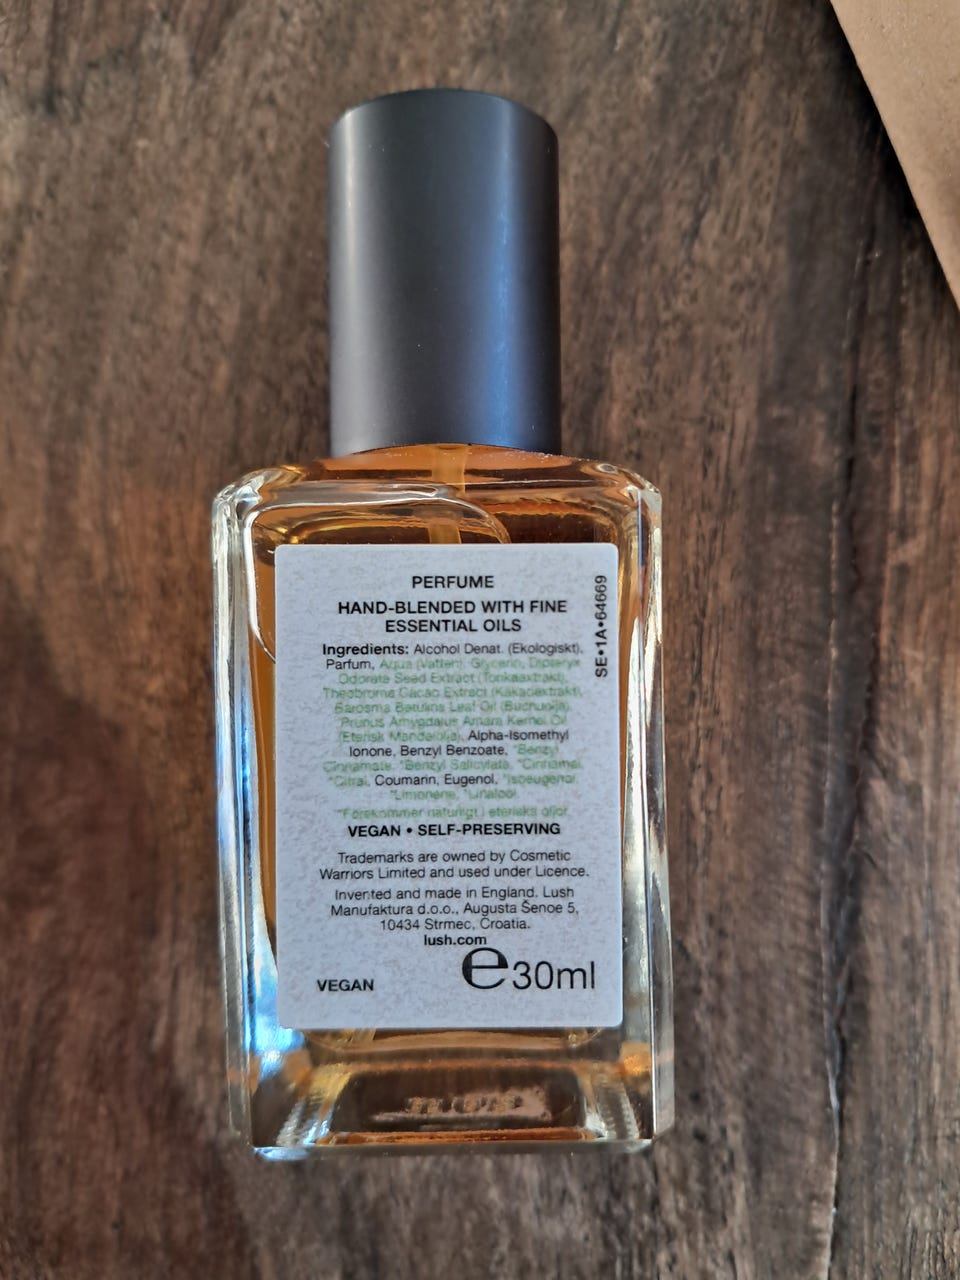 PERFUME
HAND-BLENDED WITH FINE
ESSENTIAL OILS
Ingredients: Alcohol Denat. (Ekologiskt),
Parfum, Aqua (Vatten), Glycerin, Dipteryx
Odorata Seed Extract (Tonkaextrakt),
Theobroma Cacao Extract (Kakaoextrakt),
Barosma Betulina Leaf Oil (Buchuolja),
Prunus Amygdalus Amara Kernel Oil
(Eterisk Mandelolja), Alpha-Isomethyl
Ionone, Benzyl Benzoate, *Benzyl
Cinnamate, *Benzyl Salicylate, *Cinnamal,
*Citral, Coumarin, Eugenol, *Isoeugenol,
*Limonene, *Linalool.
*Förekommer naturligt i eteriska oljor.
VEGAN • SELF-PRESERVING
Trademarks are owned by Cosmetic
Warriors Limited and used under Licence.
Invented and made in England. Lush
Manufaktura d.o.o., Augusta Šenoe 5,
10434 Strmec, Croatia.
lush.com
VEGAN
e30ml
SE•1A•64669